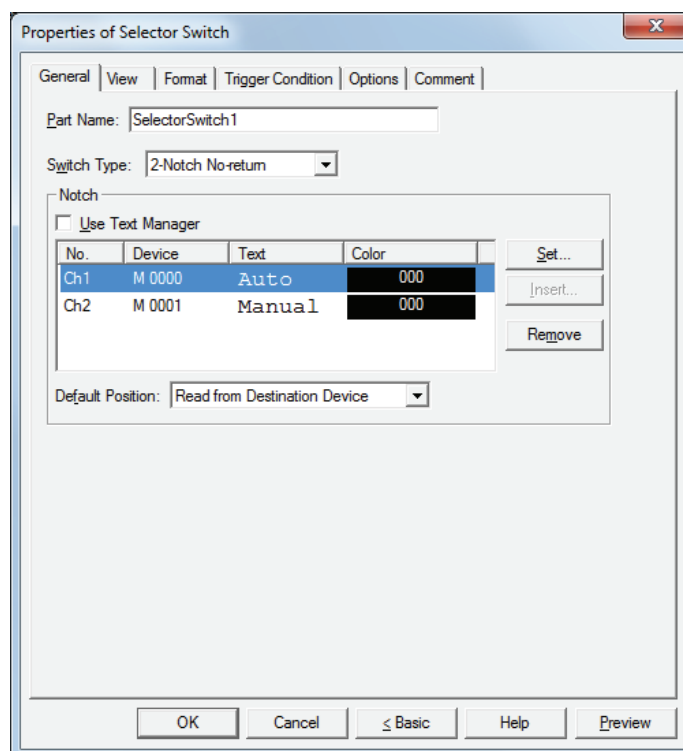 Properties of Selector Switch
General View Format Trigger Condition Options Comment
Part Name: SelectorSwitch1
Switch Type: 2-Notch No-return
Notch
Use Text Manager
No. Device Text Color
Ch1 M 0000 Auto 000
Ch2 M 0001 Manual 000
Set...
Insert...
Remove
Default Position: Read from Destination Device
OK Cancel < Basic Help Preview